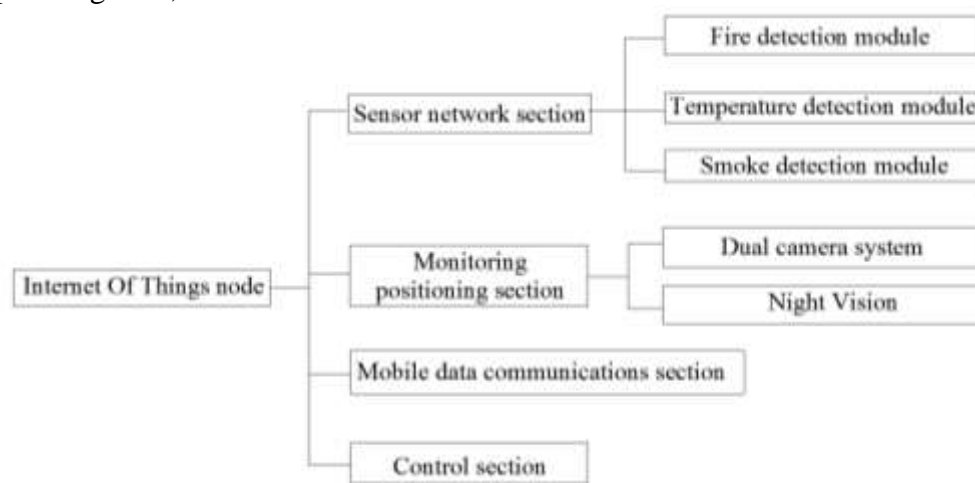 Fire detection module
Sensor network section
Temperature detection module
Smoke detection module
Monitoring
positioning section
Dual camera system
Internet Of Things node
Night Vision
Mobile data communications section
Control section